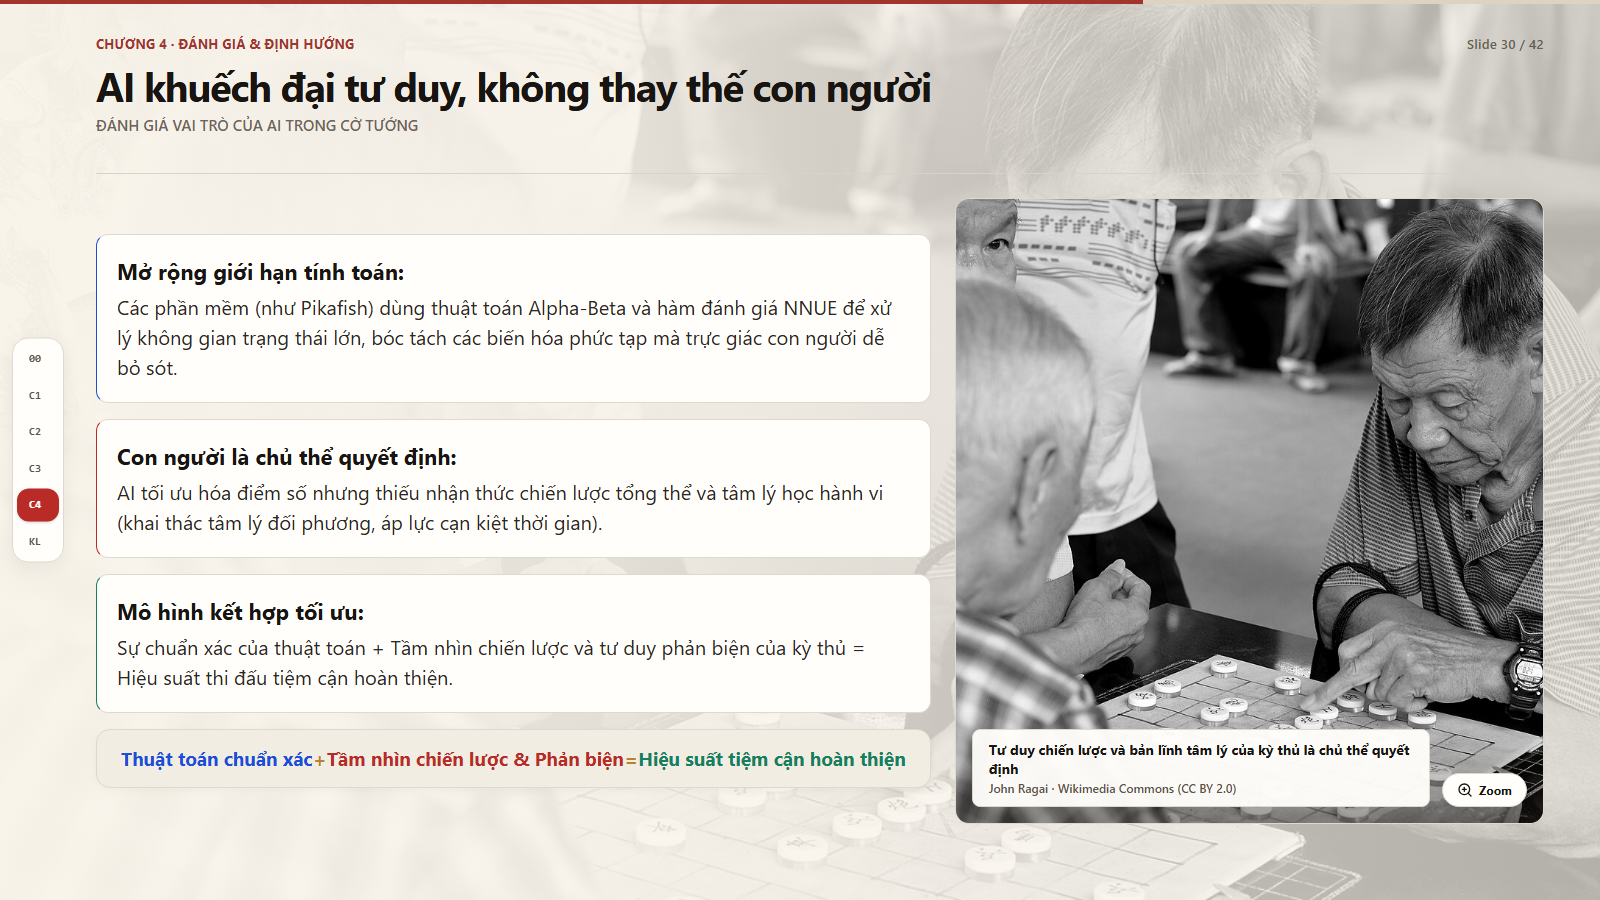 CHƯƠNG 4 · ĐÁNH GIÁ & ĐỊNH HƯỚNG
Slide 30 / 42
AI khuếch đại tư duy, không thay thế con người
ĐÁNH GIÁ VAI TRÒ CỦA AI TRONG CỜ TƯỚNG
00
C1
C2
C3
C4
KL
Mở rộng giới hạn tính toán:
Các phần mềm (như Pikafish) dùng thuật toán Alpha-Beta và hàm đánh giá NNUE để xử
lý không gian trạng thái lớn, bóc tách các biến hóa phức tạp mà trực giác con người dễ
bỏ sót.
Con người là chủ thể quyết định:
AI tối ưu hóa điểm số nhưng thiếu nhận thức chiến lược tổng thể và tâm lý học hành vi
(khai thác tâm lý đối phương, áp lực cạn kiệt thời gian).
Mô hình kết hợp tối ưu:
Sự chuẩn xác của thuật toán + Tầm nhìn chiến lược và tư duy phản biện của kỳ thủ =
Hiệu suất thi đấu tiệm cận hoàn thiện.
Thuật toán chuẩn xác+Tầm nhìn chiến lược & Phản biện=Hiệu suất tiệm cận hoàn thiện
Tư duy chiến lược và bản lĩnh tâm lý của kỳ thủ là chủ thể quyết
định
John Ragai · Wikimedia Commons (CC BY 2.0)
Zoom